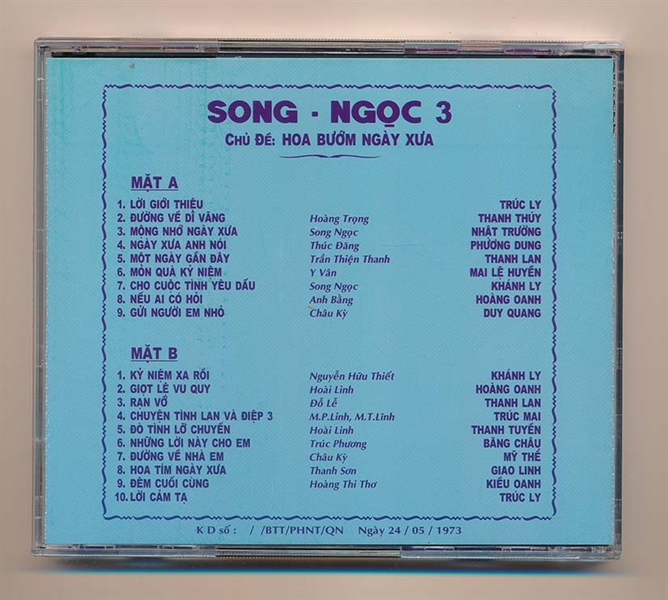 SONG - NGỌC 3
CHỦ ĐỀ: HOA BƯỚM NGÀY XƯA
MẶT A
1. LỜI GIỚI THIỆU TRÚC LY
2. ĐƯỜNG VỀ DĨ VÃNG Hoàng Trọng THANH THÚY
3. MỘNG NHỚ NGÀY XƯA Song Ngọc NHẬT TRƯỜNG
4. NGÀY XƯA ANH NÓI Thúc Đăng PHƯƠNG DUNG
5. MỘT NGÀY GẦN ĐÂY Trần Thiện Thanh THANH LAN
6. MÓN QUÀ KỶ NIỆM Y Vân MAI LỆ HUYỀN
7. CHO CUỘC TÌNH YÊU DẤU Song Ngọc KHÁNH LY
8. NẾU AI CÓ HỎI Anh Bằng HOÀNG OANH
9. GỬI NGƯỜI EM NHỎ Châu Kỳ DUY QUANG
MẶT B
1. KỶ NIỆM XA RỒI Nguyễn Hữu Thiết KHÁNH LY
2. GIỌT LỆ VU QUY Hoài Linh HOÀNG OANH
3. RẠN VỠ Đỗ Lễ THANH LAN
4. CHUYỆN TÌNH LAN VÀ ĐIỆP 3 M.P.Linh, M.T.Lĩnh TRÚC MAI
5. ĐÒ TÌNH LỠ CHUYẾN Hoài Linh THANH TUYỀN
6. NHỮNG LỜI NÀY CHO EM Trúc Phương BĂNG CHÂU
7. ĐƯỜNG VỀ NHÀ EM Châu Kỳ MỸ THỂ
8. HOA TÍM NGÀY XƯA Thanh Sơn GIAO LINH
9. ĐÊM CUỐI CÙNG Hoàng Thi Thơ KIỀU OANH
10. LỜI CẢM TẠ TRÚC LY
K D số : / /BTT/PHNT/QN Ngày 24 / 05 / 1973